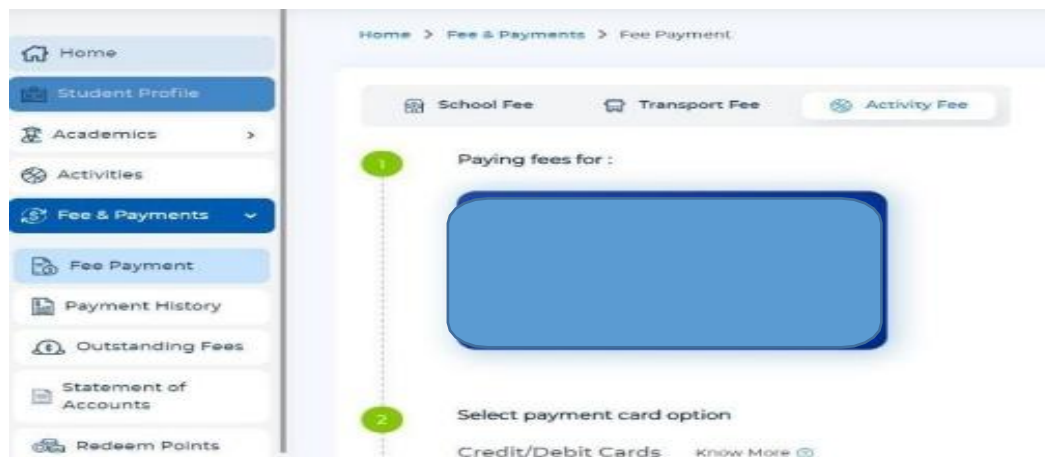 Home > Fee & Payments > Fee Payment
Home
Student Profile
Academics >
Activities
Fee & Payments
Fee Payment
Payment History
Outstanding Fees
Statement of
Accounts
Redeem Points
School Fee Transport Fee Activity Fee
1 Paying fees for :
2 Select payment card option
Credit/Debit Cards Know More